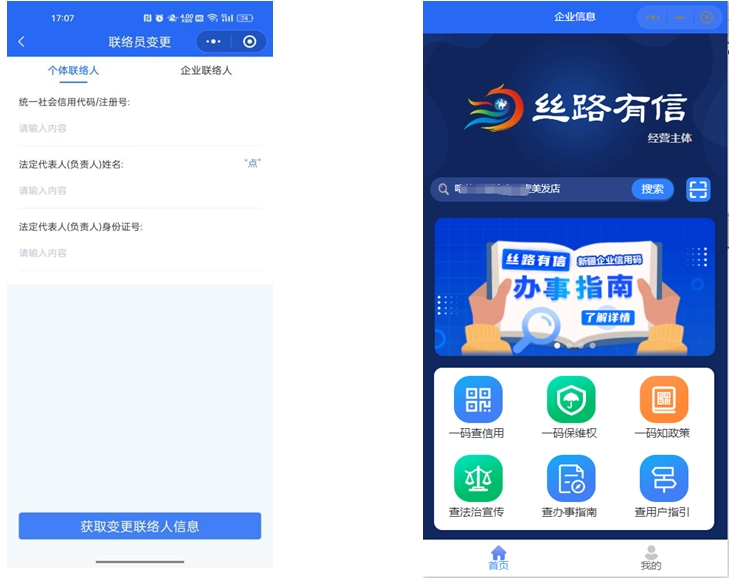 17:07
4.00
74
联络员变更
个体联络人
企业联络人
统一社会信用代码/注册号:
请输入内容
法定代表人(负责人)姓名:
“点”
请输入内容
法定代表人(负责人)身份证号:
请输入内容
获取变更联络人信息
企业信息
丝路有信
经营主体
美发店
搜索
丝路有信
新疆企业信用码
办事指南
了解详情
一码查信用
一码保维权
一码知政策
查法治宣传
查办事指南
查用户指引
首页
我的